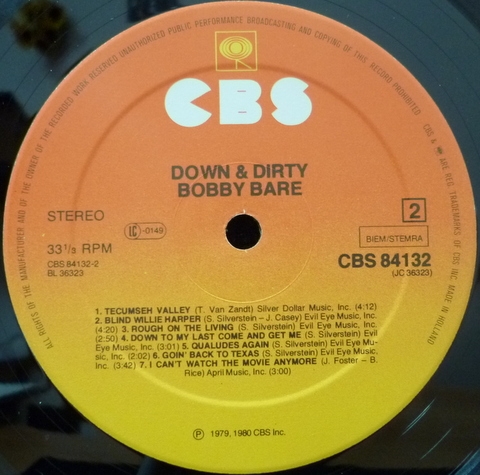 ALL RIGHTS OF THE MANUFACTURER AND OF THE OWNER OF THE RECORDED WORK RESERVED UNAUTHORIZED PUBLIC PERFORMANCE BROADCASTING AND COPYING OF THIS RECORD PROHIBITED
CBS & ARE REG. TRADEMARKS OF CBS INC. MADE IN HOLLAND
CBS
DOWN & DIRTY
BOBBY BARE
STEREO
LC -0149
33 1/3 RPM
CBS 84132-2
BL 36323
2
BIEM/STEMRA
CBS 84132
(JC 36323)
1. TECUMSEH VALLEY (T. Van Zandt) Silver Dollar Music, Inc. (4:12)
2. BLIND WILLIE HARPER (S. Silverstein – J. Casey) Evil Eye Music, Inc.
(4:20) 3. ROUGH ON THE LIVING (S. Silverstein) Evil Eye Music, Inc.
(2:50) 4. DOWN TO MY LAST COME AND GET ME (S. Silverstein) Evil
Eye Music, Inc. (3:01) 5. QUALUDES AGAIN (S. Silverstein) Evil Eye Mu-
sic, Inc. (2:02) 6. GOIN' BACK TO TEXAS (S. Silverstein) Evil Eye Music,
Inc. (3:42) 7. I CAN'T WATCH THE MOVIE ANYMORE (J. Foster – B.
Rice) April Music, Inc. (3:00)
Ⓟ 1979, 1980 CBS Inc.